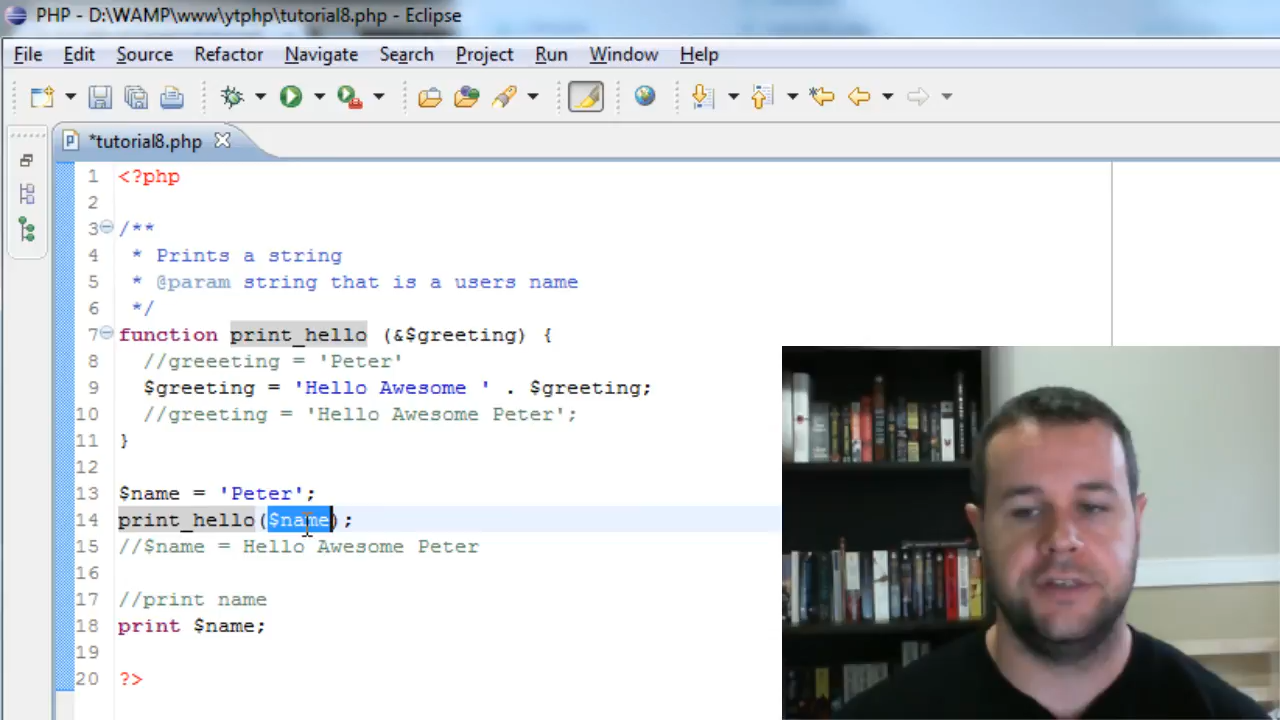 PHP - D:\WAMP\www\ytphp\tutorial8.php - Eclipse
File Edit Source Refactor Navigate Search Project Run Window Help
*tutorial8.php
1 <?php
2
3 /**
4 * Prints a string
5 * @param string that is a users name
6 */
7 function print_hello (&$greeting) {
8 //greeeting = 'Peter'
9 $greeting = 'Hello Awesome ' . $greeting;
10 //greeting = 'Hello Awesome Peter';
11 }
12
13 $name = 'Peter';
14 print_hello($name);
15 //$name = Hello Awesome Peter
16
17 //print name
18 print $name;
19
20 ?>